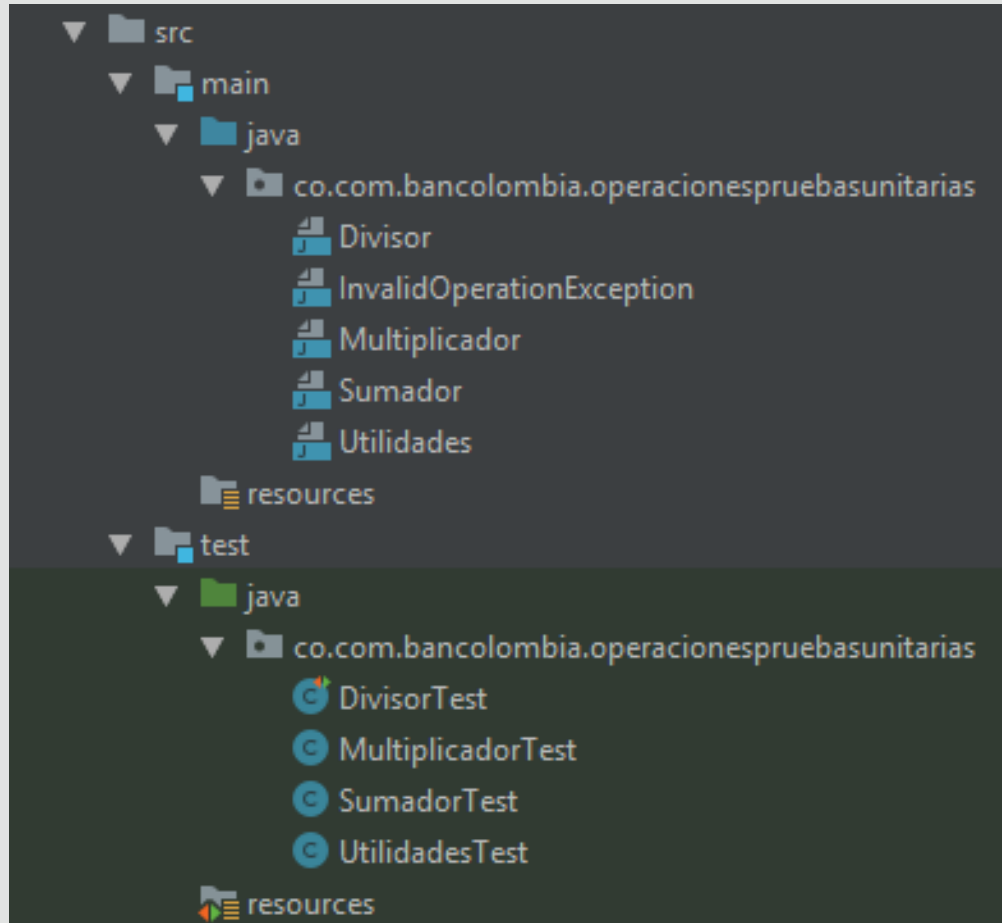 src
main
java
co.com.bancolombia.operacionespruebasunitarias
Divisor
InvalidOperationException
Multiplicador
Sumador
Utilidades
resources
test
java
co.com.bancolombia.operacionespruebasunitarias
DivisorTest
MultiplicadorTest
SumadorTest
UtilidadesTest
resources